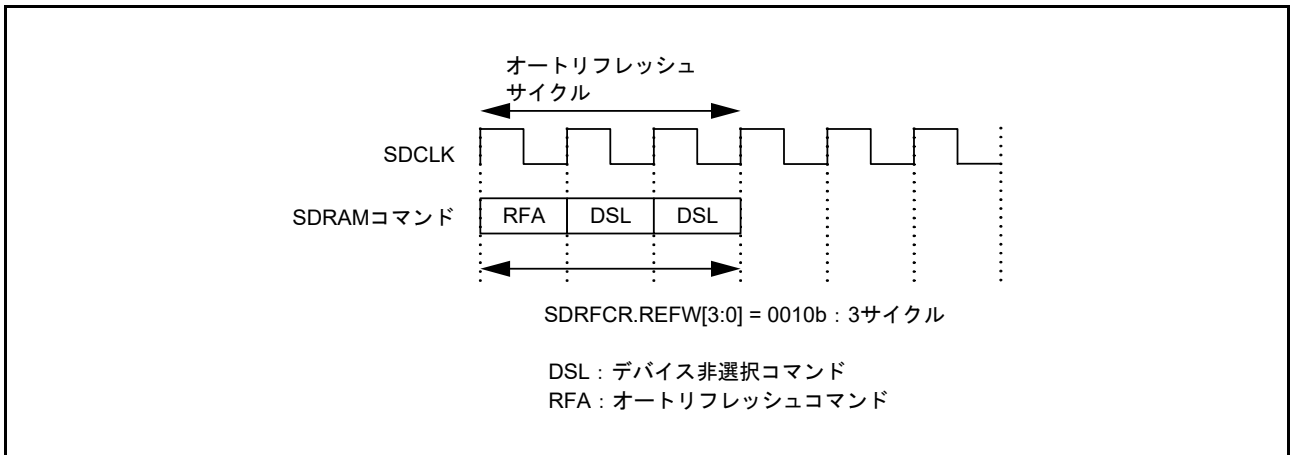 オートリフレッシュ
サイクル
SDCLK
SDRAMコマンド
RFA
DSL
DSL
SDRFCR.REFW[3:0] = 0010b：3サイクル
DSL：デバイス非選択コマンド
RFA：オートリフレッシュコマンド